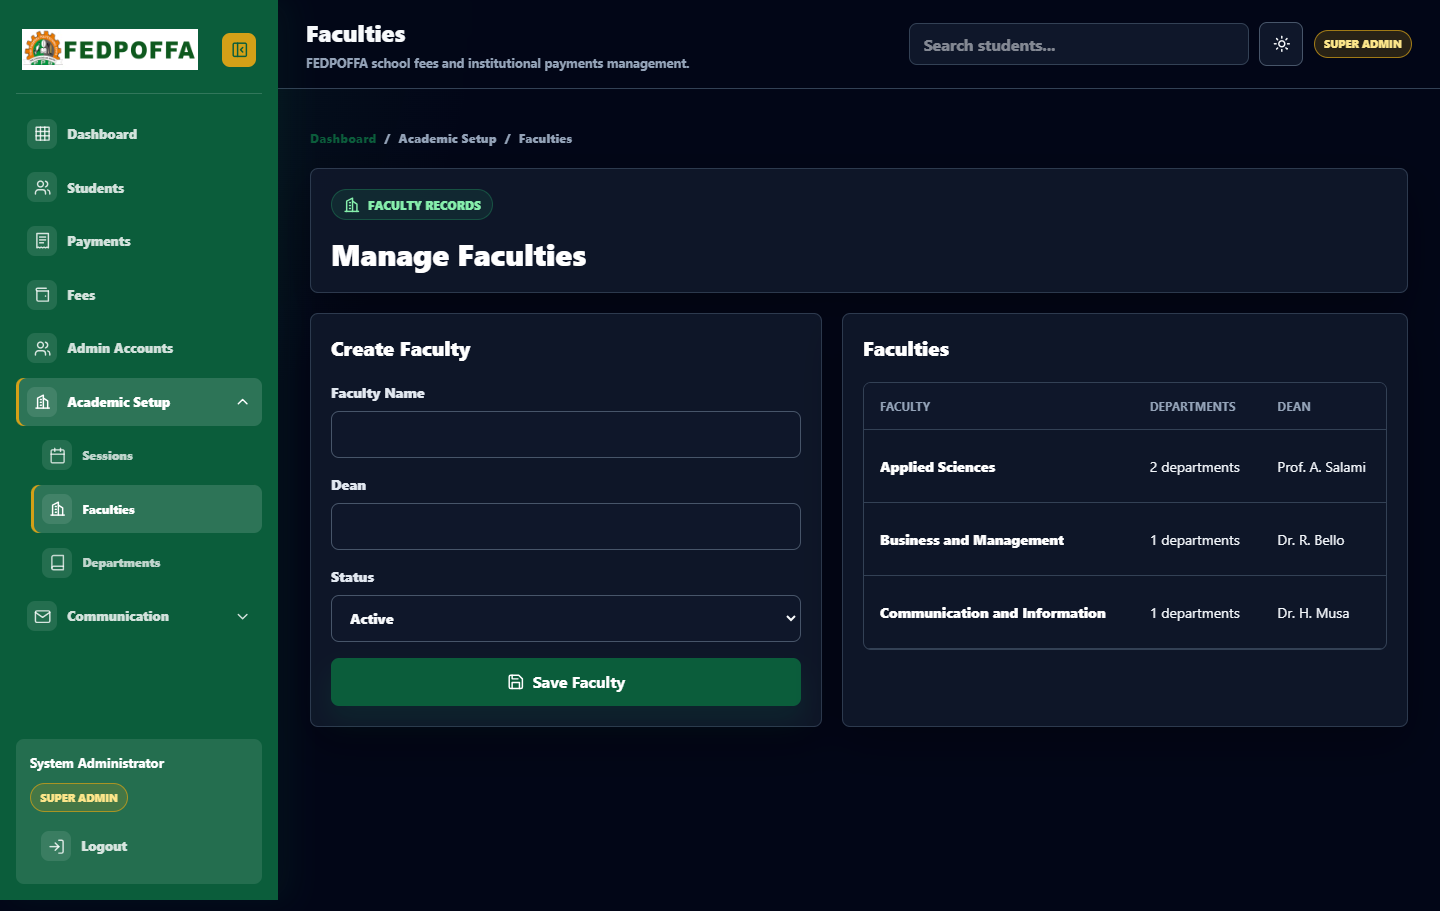 FEDPOFFA
Dashboard
Students
Payments
Fees
Admin Accounts
Academic Setup
Sessions
Faculties
Departments
Communication
System Administrator
SUPER ADMIN
Logout
Faculties
FEDPOFFA school fees and institutional payments management.
Search students...
SUPER ADMIN
Dashboard / Academic Setup / Faculties
FACULTY RECORDS
Manage Faculties
Create Faculty
Faculty Name
Dean
Status
Active
Save Faculty
Faculties
FACULTY DEPARTMENTS DEAN
Applied Sciences 2 departments Prof. A. Salami
Business and Management 1 departments Dr. R. Bello
Communication and Information 1 departments Dr. H. Musa